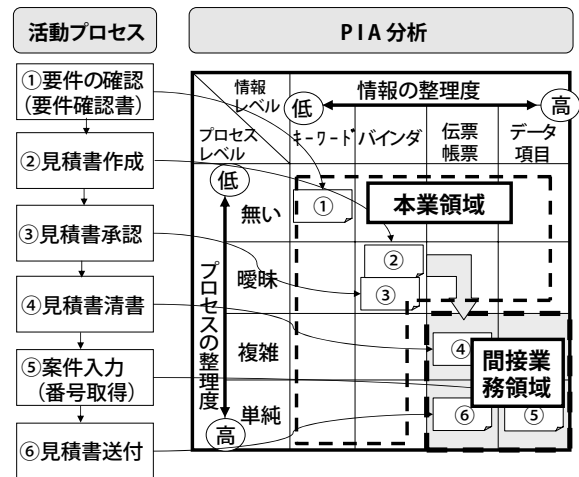 活動プロセス
PIA分析
①要件の確認
(要件確認書)
②見積書作成
③見積書承認
④見積書清書
⑤案件入力
(番号取得)
⑥見積書送付
情報
レベル
プロセス
レベル
情報の整理度
低
高
キーワード
バインダ
伝票
帳票
データ
項目
低
プロセスの整理度
高
無い
曖昧
複雑
単純
①
本業領域
②
③
④
間接業
務領域
⑥
⑤